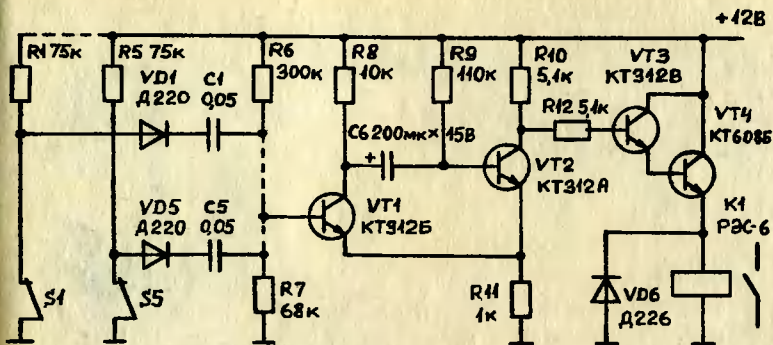 +12В
R1 75к
R5 75к
R6
300к
R8
10к
R9
110к
R10
5,1к
VT3
КТ312В
VD1
Д220
C1
0,05
R12 5,1к
VT4
КТ608Б
C6 200мк×15В
+
VT2
КТ312А
VT1
КТ312Б
K1
РЭС-6
VD5
Д220
C5
0,05
S1
S5
R7
68к
R11
1к
VD6
Д226